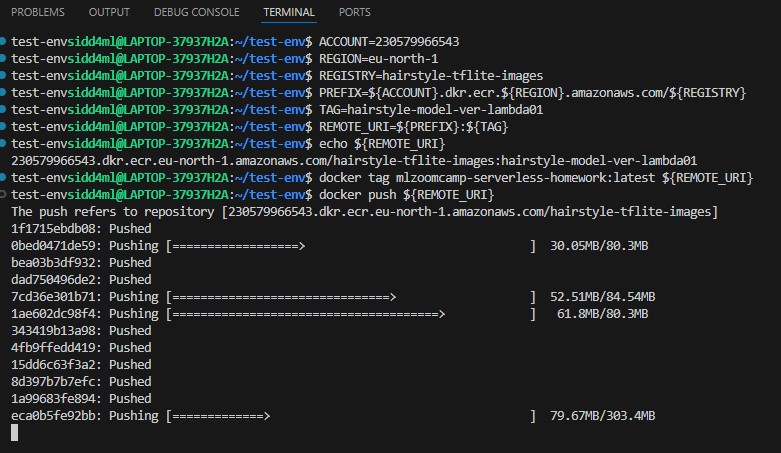 PROBLEMS OUTPUT DEBUG CONSOLE TERMINAL PORTS
test-envsidd4ml@LAPTOP-37937H2A:~/test-env$ ACCOUNT=230579966543
test-envsidd4ml@LAPTOP-37937H2A:~/test-env$ REGION=eu-north-1
test-envsidd4ml@LAPTOP-37937H2A:~/test-env$ REGISTRY=hairstyle-tflite-images
test-envsidd4ml@LAPTOP-37937H2A:~/test-env$ PREFIX=${ACCOUNT}.dkr.ecr.${REGION}.amazonaws.com/${REGISTRY}
test-envsidd4ml@LAPTOP-37937H2A:~/test-env$ TAG=hairstyle-model-ver-lambda01
test-envsidd4ml@LAPTOP-37937H2A:~/test-env$ REMOTE_URI=${PREFIX}:${TAG}
test-envsidd4ml@LAPTOP-37937H2A:~/test-env$ echo ${REMOTE_URI}
230579966543.dkr.ecr.eu-north-1.amazonaws.com/hairstyle-tflite-images:hairstyle-model-ver-lambda01
test-envsidd4ml@LAPTOP-37937H2A:~/test-env$ docker tag mlzoomcamp-serverless-homework:latest ${REMOTE_URI}
test-envsidd4ml@LAPTOP-37937H2A:~/test-env$ docker push ${REMOTE_URI}
The push refers to repository [230579966543.dkr.ecr.eu-north-1.amazonaws.com/hairstyle-tflite-images]
1f1715ebdb08: Pushed
0bed0471de59: Pushing [==================>                                ]  30.05MB/80.3MB
bea03b3df932: Pushed
dad750496de2: Pushed
7cd36e301b71: Pushing [===============================>                   ]  52.51MB/84.54MB
1ae602dc98f4: Pushing [======================================>            ]   61.8MB/80.3MB
343419b13a98: Pushed
4fb9ffedd419: Pushed
15dd6c63f3a2: Pushed
8d397b7b7efc: Pushed
1a99683fe894: Pushed
eca0b5fe92bb: Pushing [=============>                                     ]  79.67MB/303.4MB